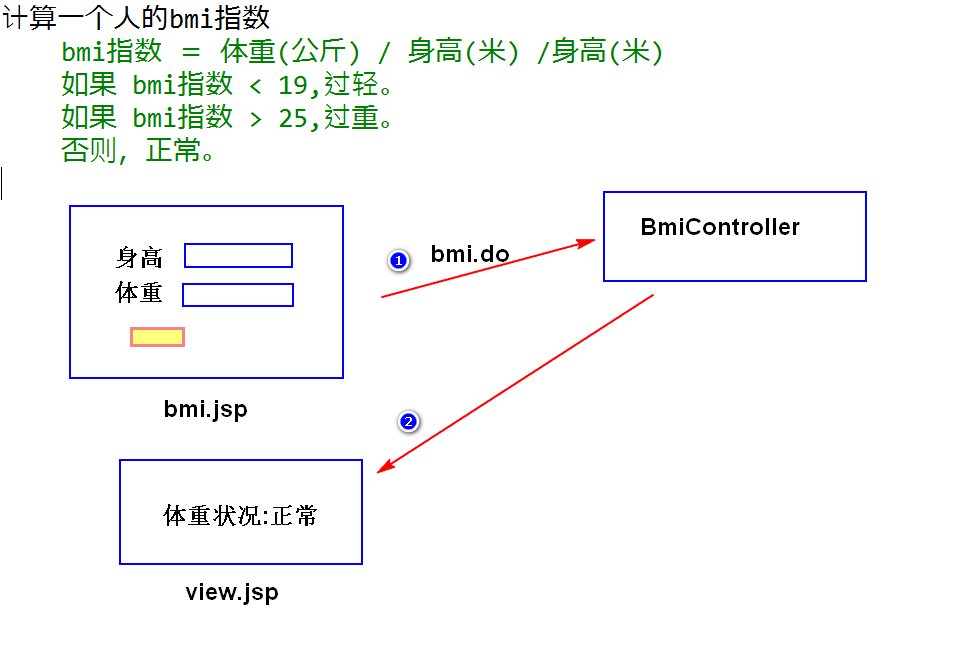 计算一个人的bmi指数
bmi指数 = 体重(公斤) / 身高(米) /身高(米)
如果 bmi指数 < 19,过轻。
如果 bmi指数 > 25,过重。
否则, 正常。
BmiController
身高
1 bmi.do
体重
bmi.jsp
2
体重状况:正常
view.jsp